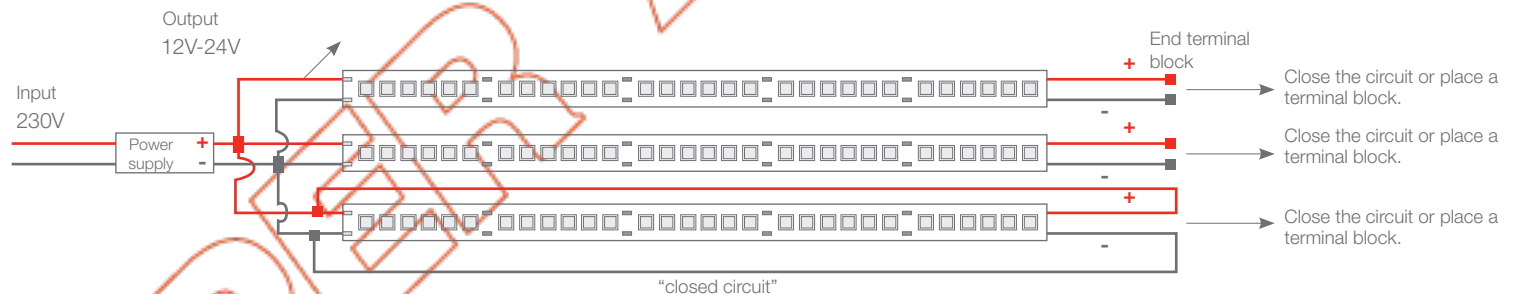 Output
12V-24V
Input
230V
Power
supply
+
-
+
-
+
-
+
-
End terminal
block
Close the circuit or place a
terminal block.
Close the circuit or place a
terminal block.
Close the circuit or place a
terminal block.
“closed circuit”